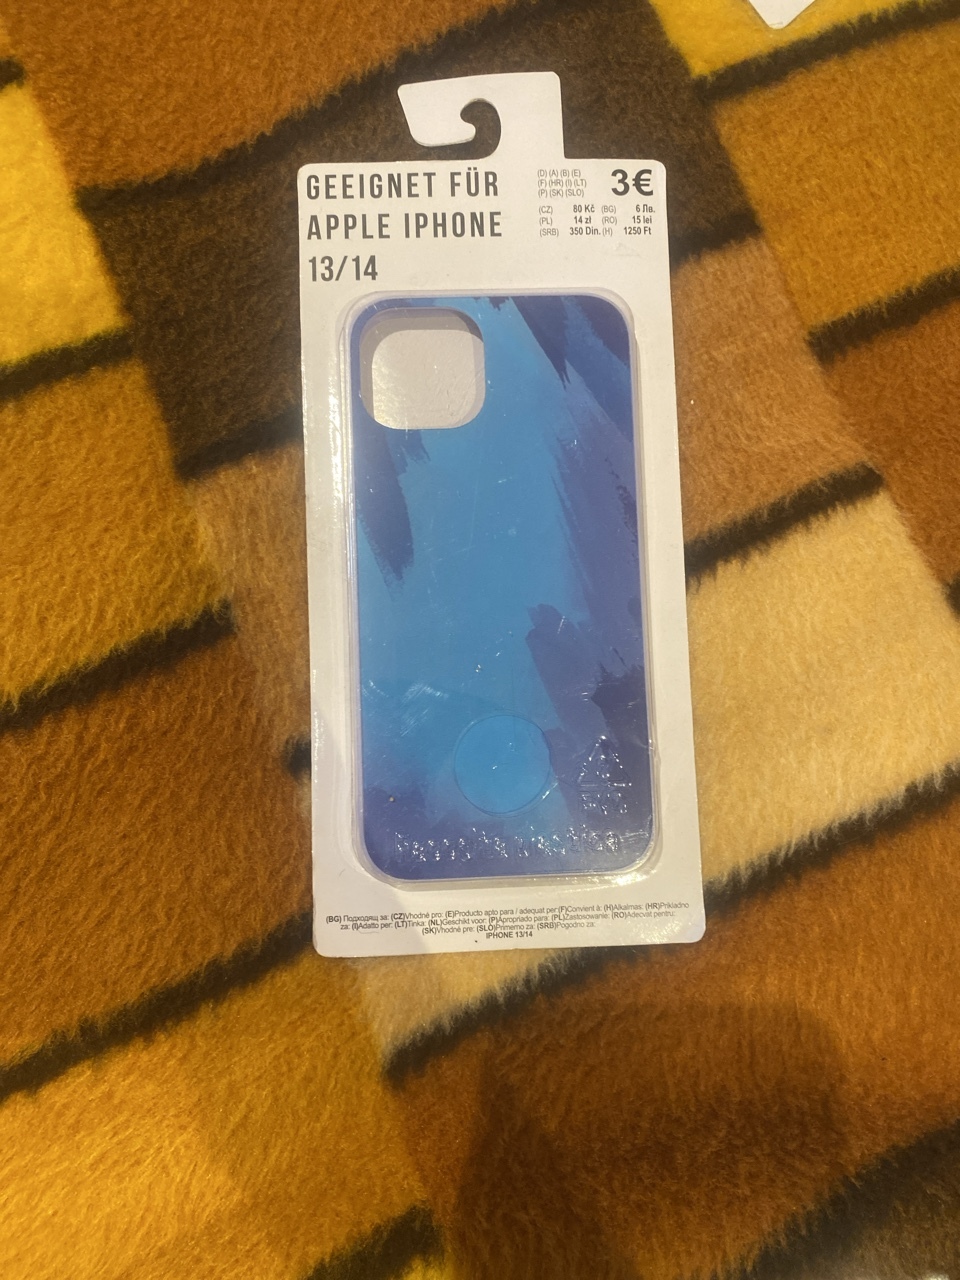 GEEIGNET FÜR
APPLE IPHONE
13/14
(D) (A) (B) (E)
(F) (HR) (I) (LT)
(P) (SK) (SLO)
3€
(CZ) 80 Kč (BG) 6 Лв.
(PL) 14 zł (RO) 15 lei
(SRB) 350 Din. (H) 1250 Ft
(BG) Подходящ за: (CZ)Vhodné pro: (E)Producto apto para / adequat per:(F)Convient à: (H)Alkalmas: (HR)Prikladno
za: (I)Adatto per: (LT)Tinka: (NL)Geschikt voor: (P)Apropriado para: (PL)Zastosowanie: (RO)Adecvat pentru:
(SK)Vhodné pre: (SLO)Primerno za: (SRB)Pogodno za:
IPHONE 13/14